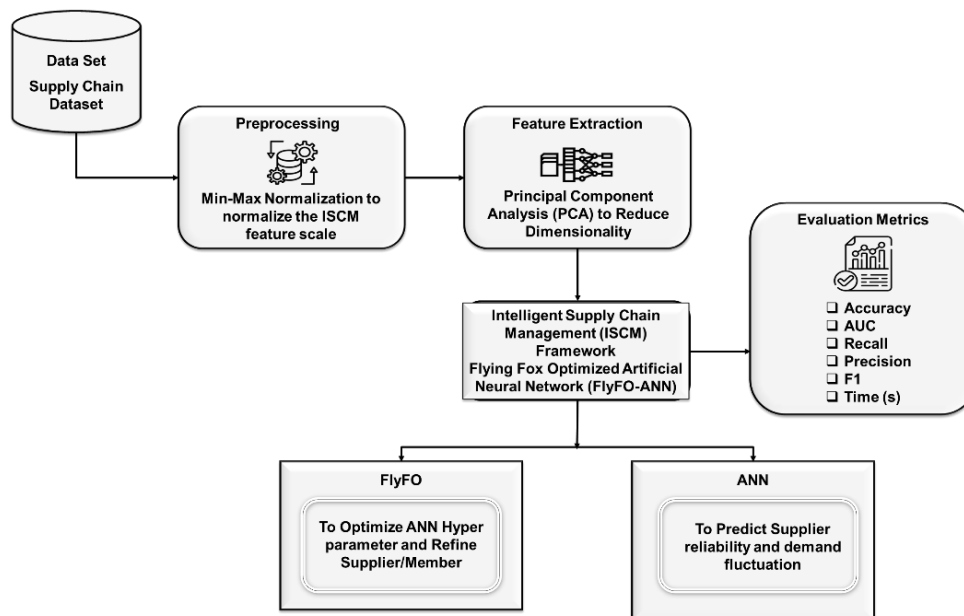 Data Set
Supply Chain
Dataset
Preprocessing
Min-Max Normalization to
normalize the ISCM
feature scale
Feature Extraction
Principal Component
Analysis (PCA) to Reduce
Dimensionality
Intelligent Supply Chain
Management (ISCM)
Framework
Flying Fox Optimized Artificial
Neural Network (FlyFO-ANN)
Evaluation Metrics
Accuracy
AUC
Recall
Precision
F1
Time (s)
FlyFO
To Optimize ANN Hyper
parameter and Refine
Supplier/Member
ANN
To Predict Supplier
reliability and demand
fluctuation